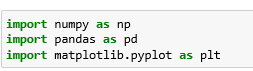 import numpy as np
import pandas as pd
import matplotlib.pyplot as plt